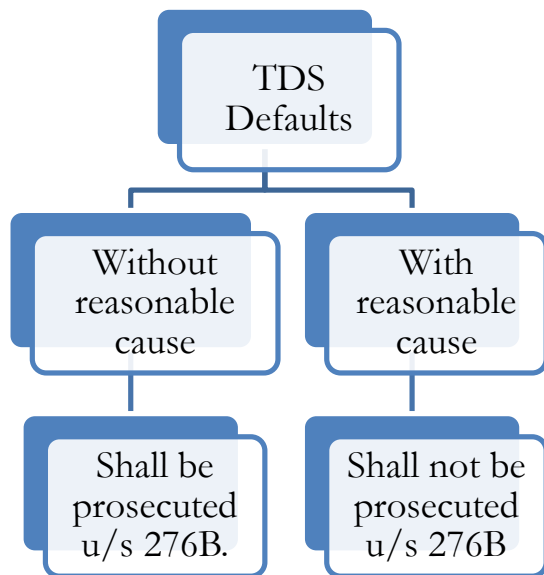 TDS
Defaults
Without
reasonable
cause
With
reasonable
cause
Shall be
prosecuted
u/s 276B.
Shall not be
prosecuted
u/s 276B